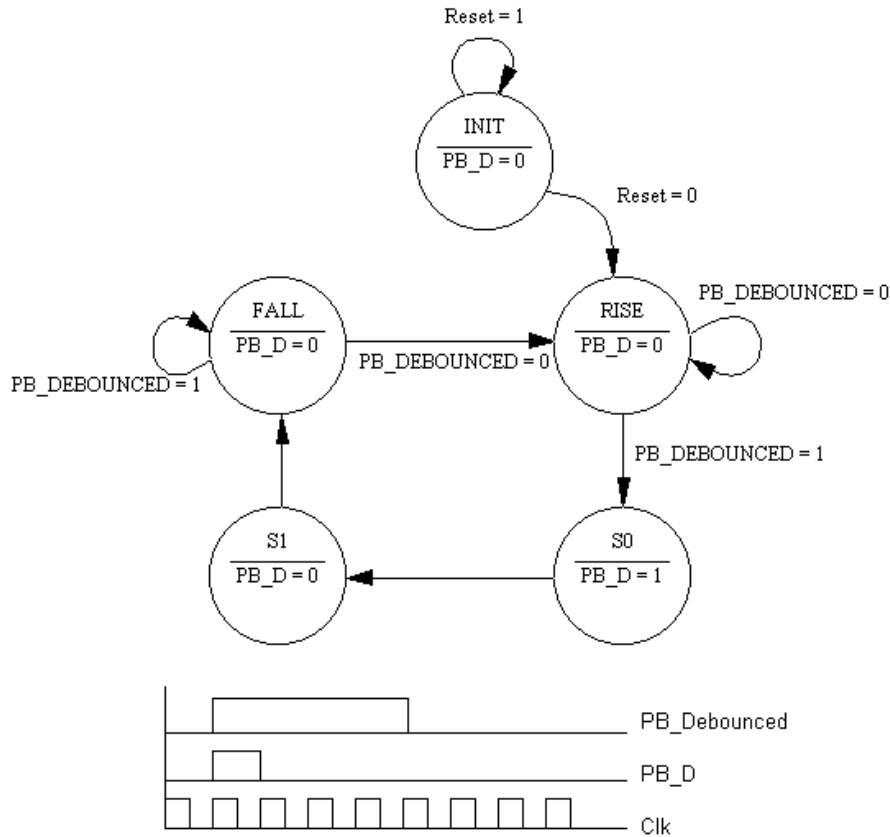 Reset = 1
INIT
PB_D = 0
Reset = 0
FALL
PB_D = 0
RISE
PB_D = 0
PB_DEBOUNCED = 0
PB_DEBOUNCED = 1
PB_DEBOUNCED = 0
PB_DEBOUNCED = 1
S1
PB_D = 0
S0
PB_D = 1
PB_Debounced
PB_D
Clk